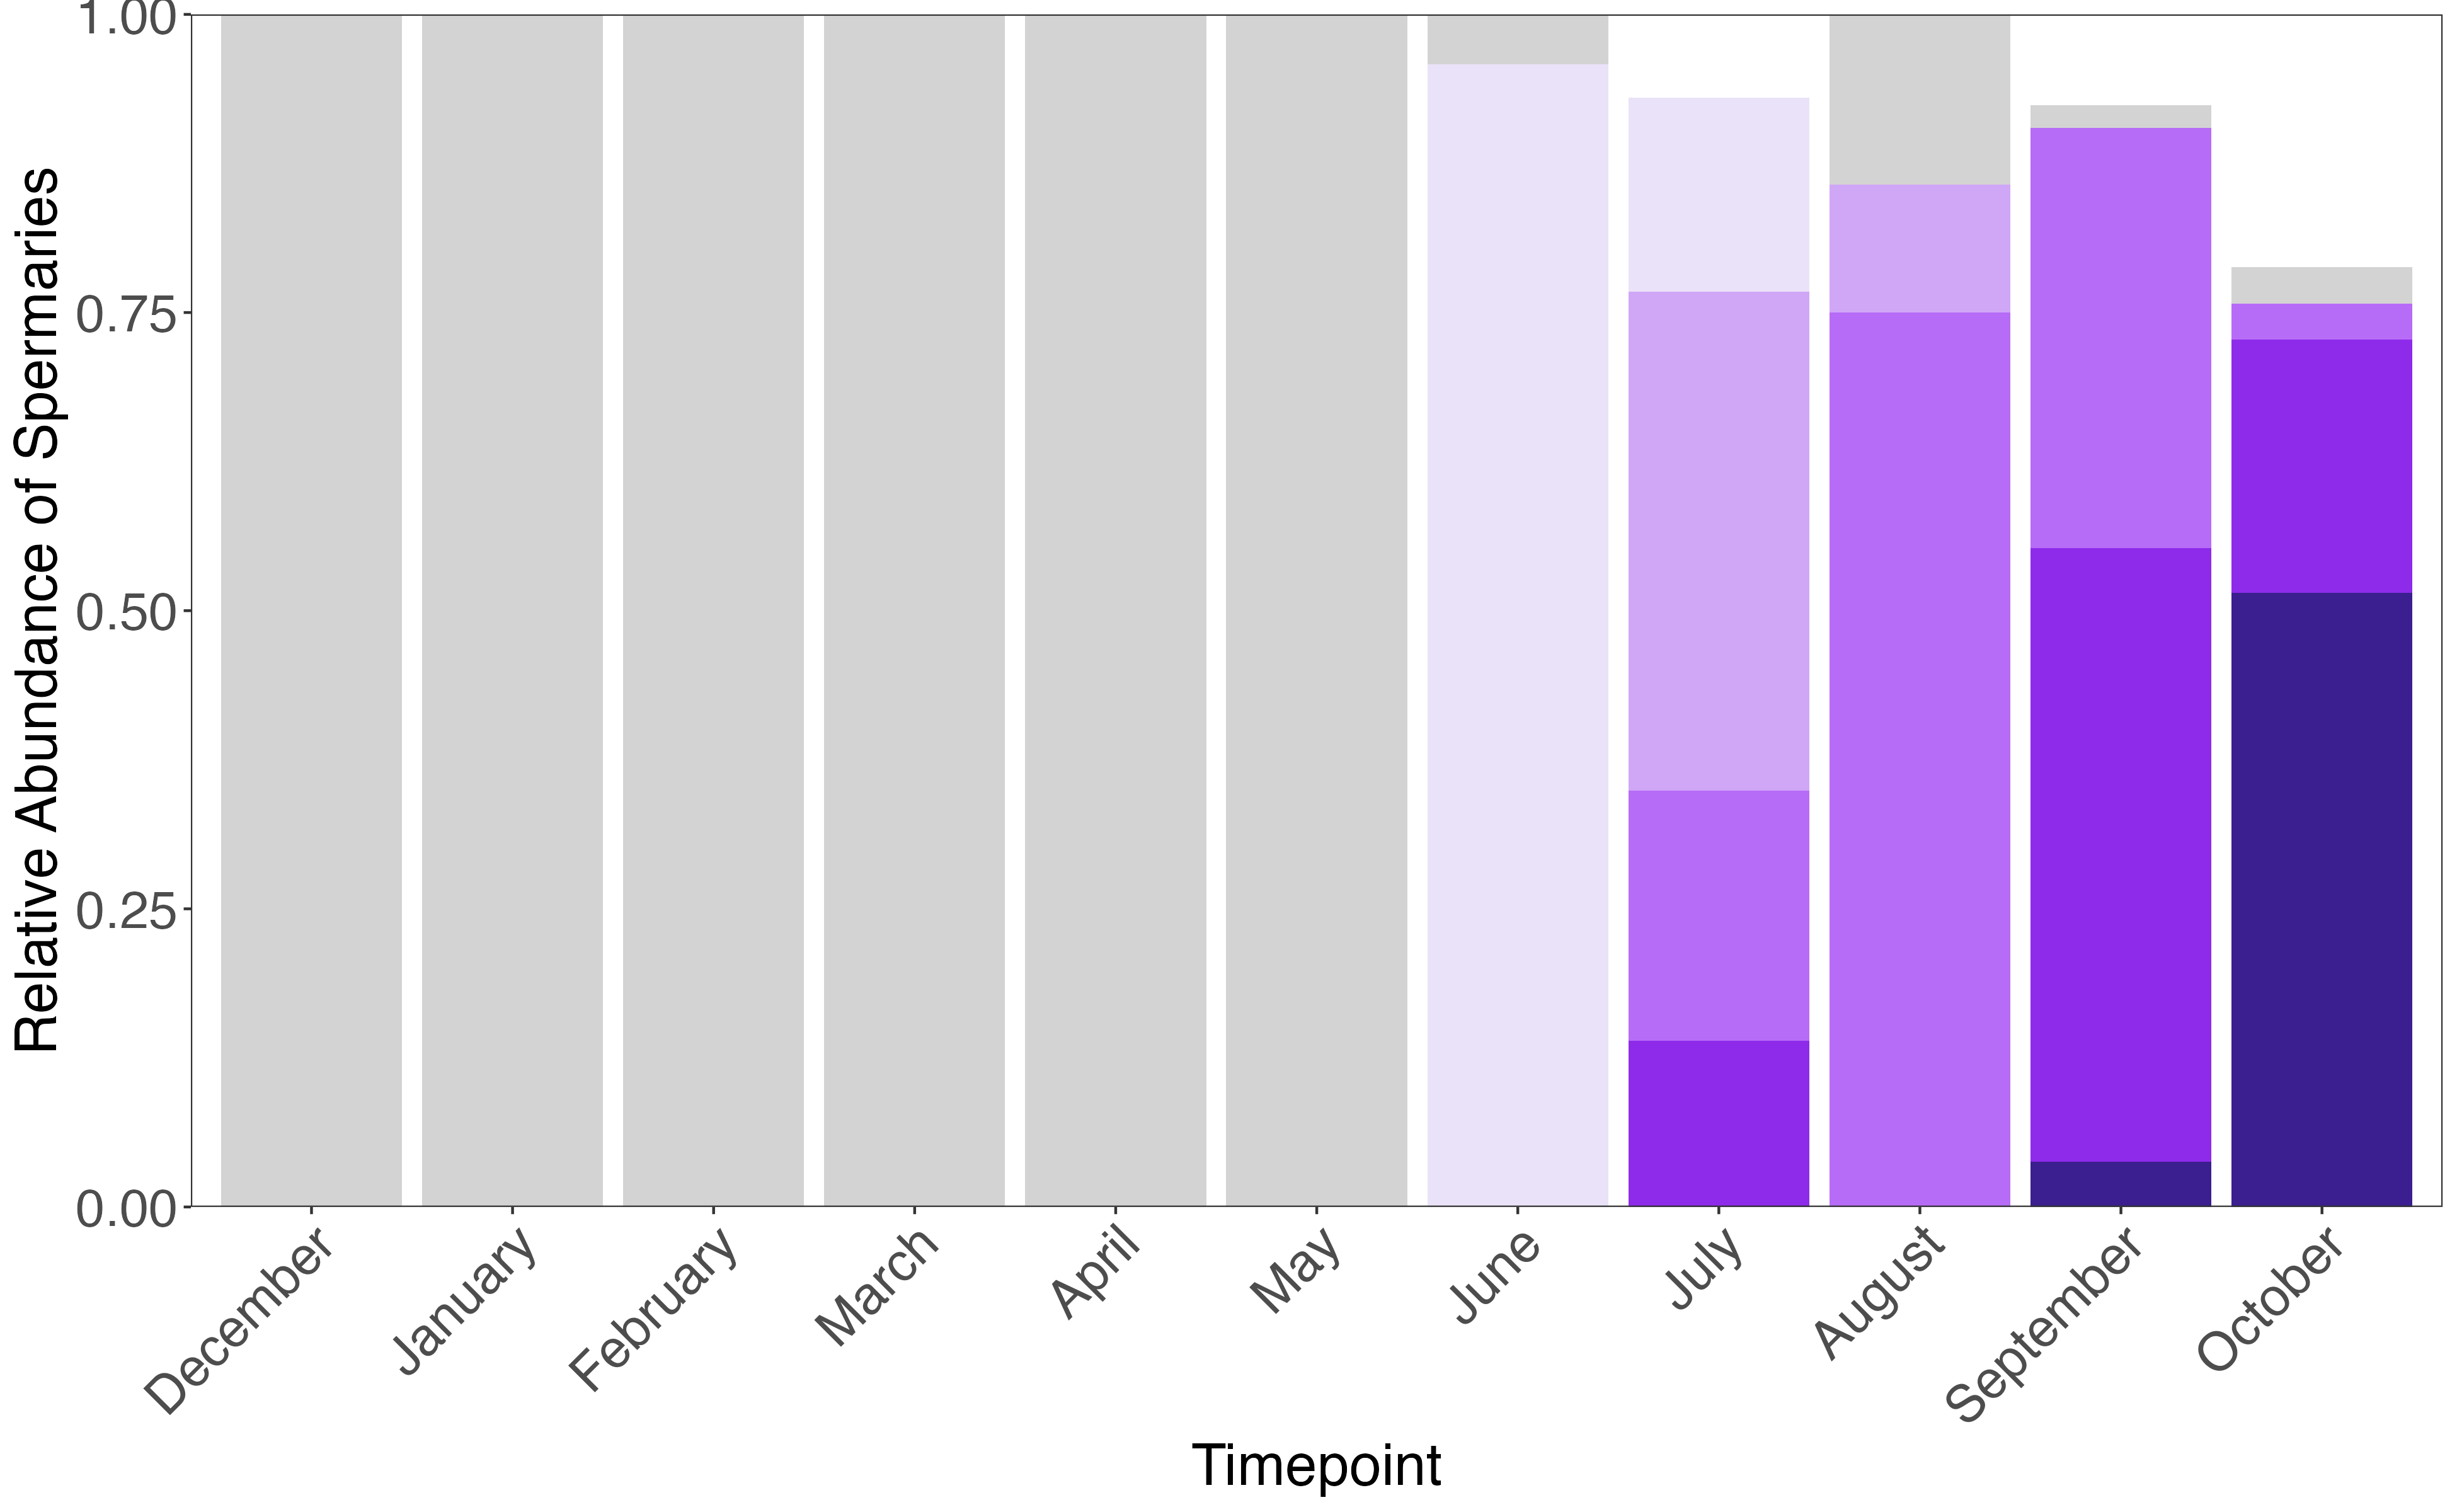 Relative Abundance of Spermaries
1.00
0.75
0.50
0.25
0.00
December
January
February
March
April
May
June
July
August
September
October
Timepoint